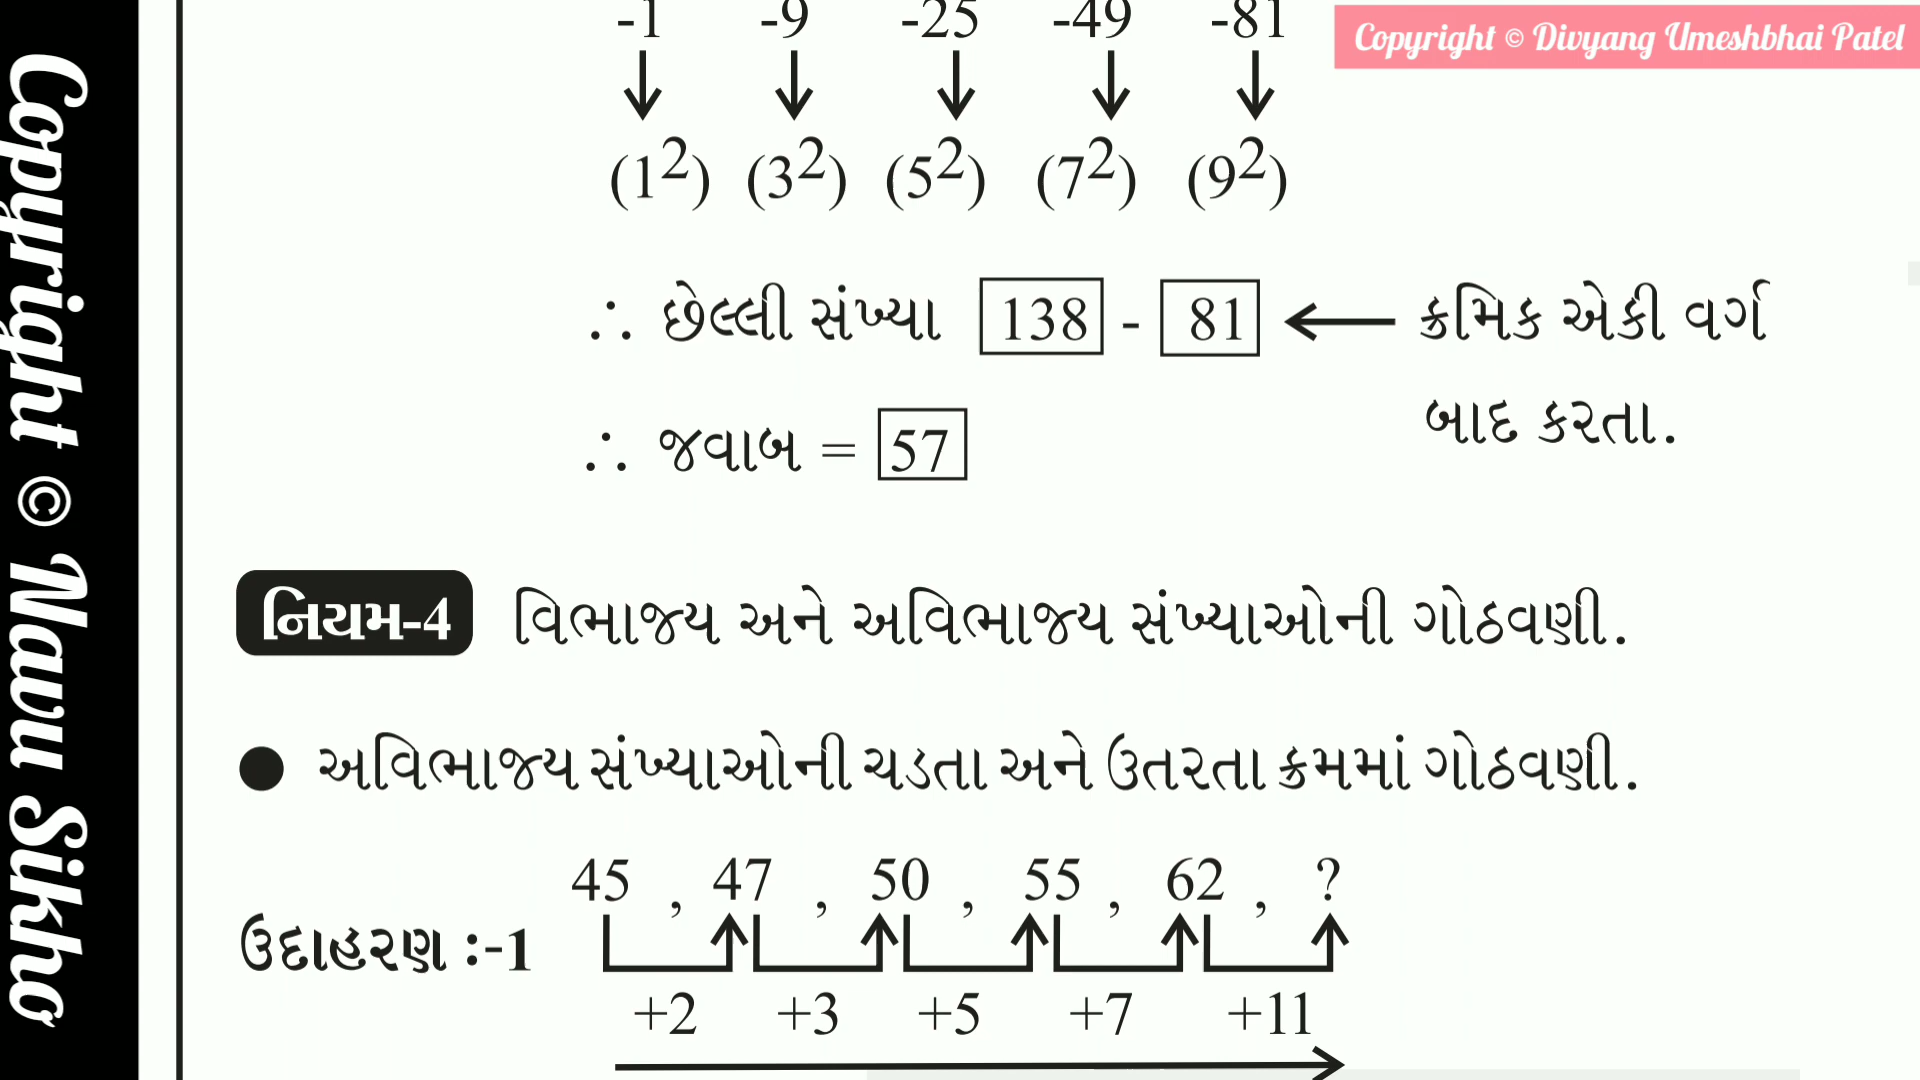 -1 -9 -25 -49 -81
Copyright © Divyang Umeshbhai Patel
(1²) (3²) (5²) (7²) (9²)
∴ છેલ્લી સંખ્યા 138 - 81 ← ક્રમિક એકી વર્ગ
બાદ કરતા.
∴ જવાબ = 57
નિયમ-4 વિભાજ્ય અને અવિભાજ્ય સંખ્યાઓની ગોઠવણી.
● અવિભાજ્ય સંખ્યાઓની ચડતા અને ઉતરતા ક્રમમાં ગોઠવણી.
45 , 47 , 50 , 55 , 62 , ?
ઉદાહરણ :-1
+2 +3 +5 +7 +11
Copyright © Navu Sikho